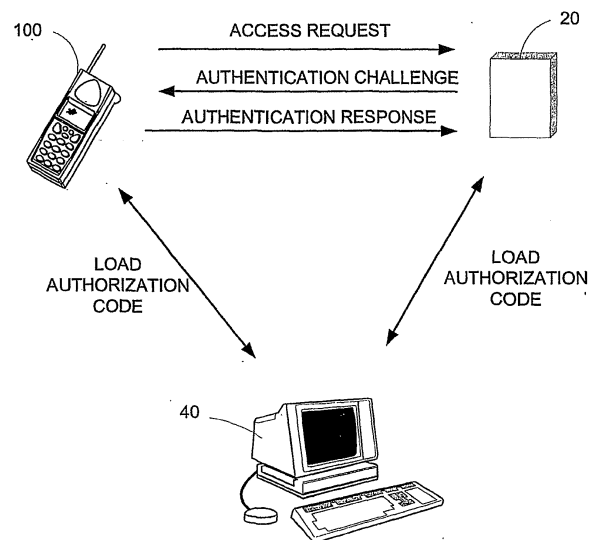 100
ACCESS REQUEST
20
AUTHENTICATION CHALLENGE
AUTHENTICATION RESPONSE
LOAD
AUTHORIZATION
CODE
LOAD
AUTHORIZATION
CODE
40